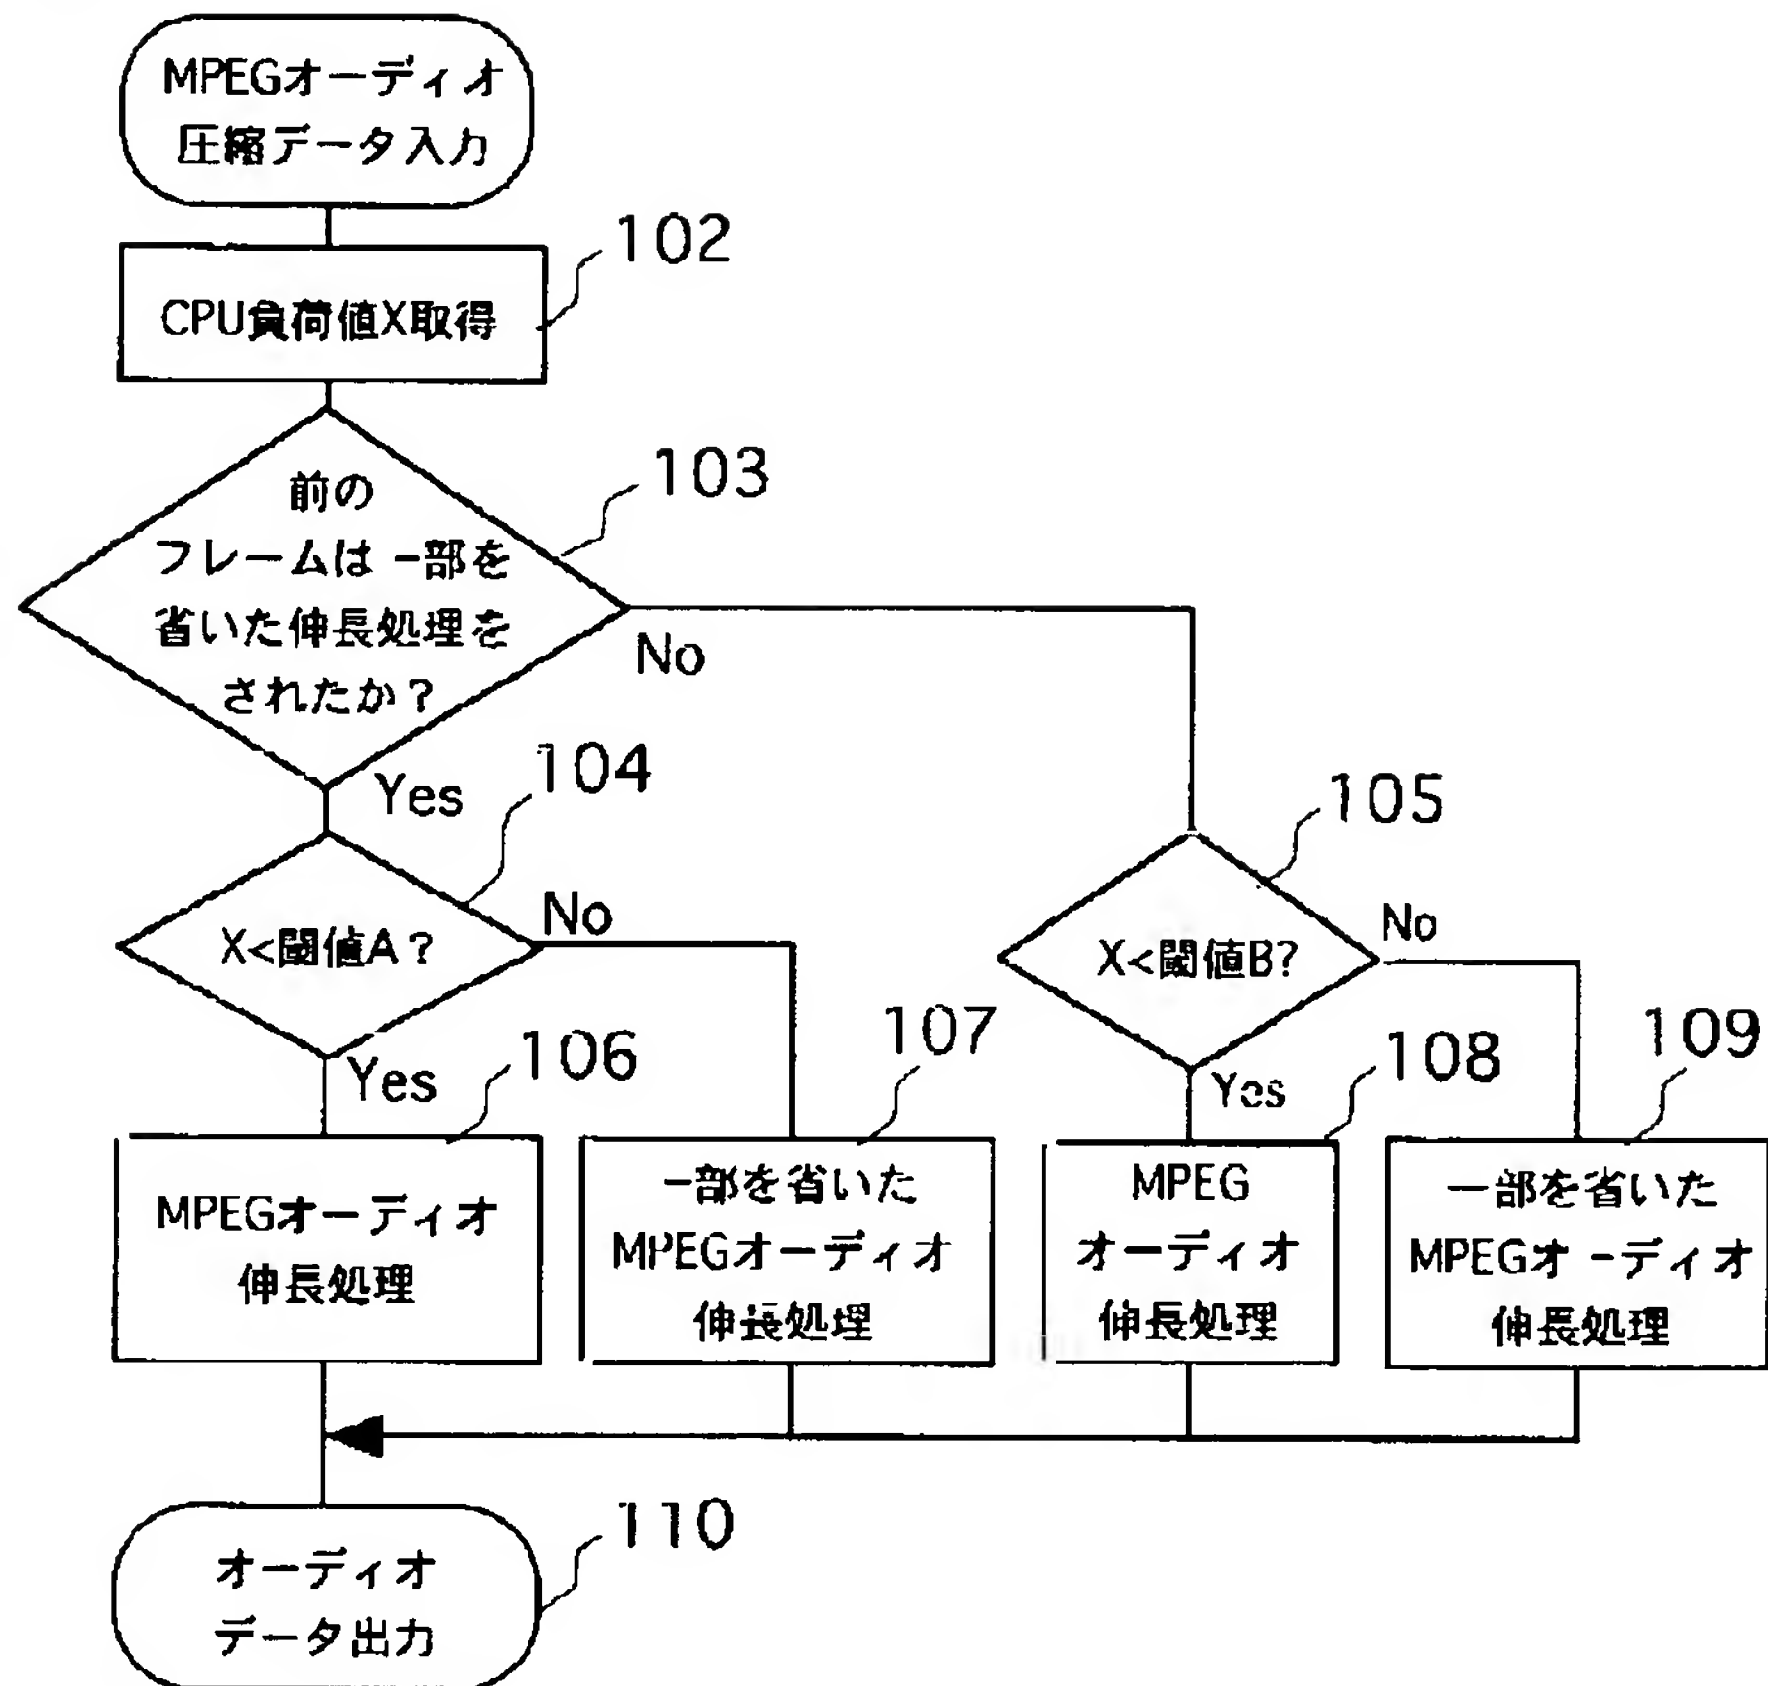 MPEGオーディオ
圧縮データ入力
102
CPU負荷値X取得
103
前の
フレームは一部を
省いた伸長処理を
されたか？
No
Yes
104
105
X<閾値A？
No
X<閾値B?
No
Yes
106
107
Yes
108
109
MPEGオーディオ
伸長処理
一部を省いた
MPEGオーディオ
伸長処理
MPEG
オーディオ
伸長処理
一部を省いた
MPEGオーディオ
伸長処理
110
オーディオ
データ出力